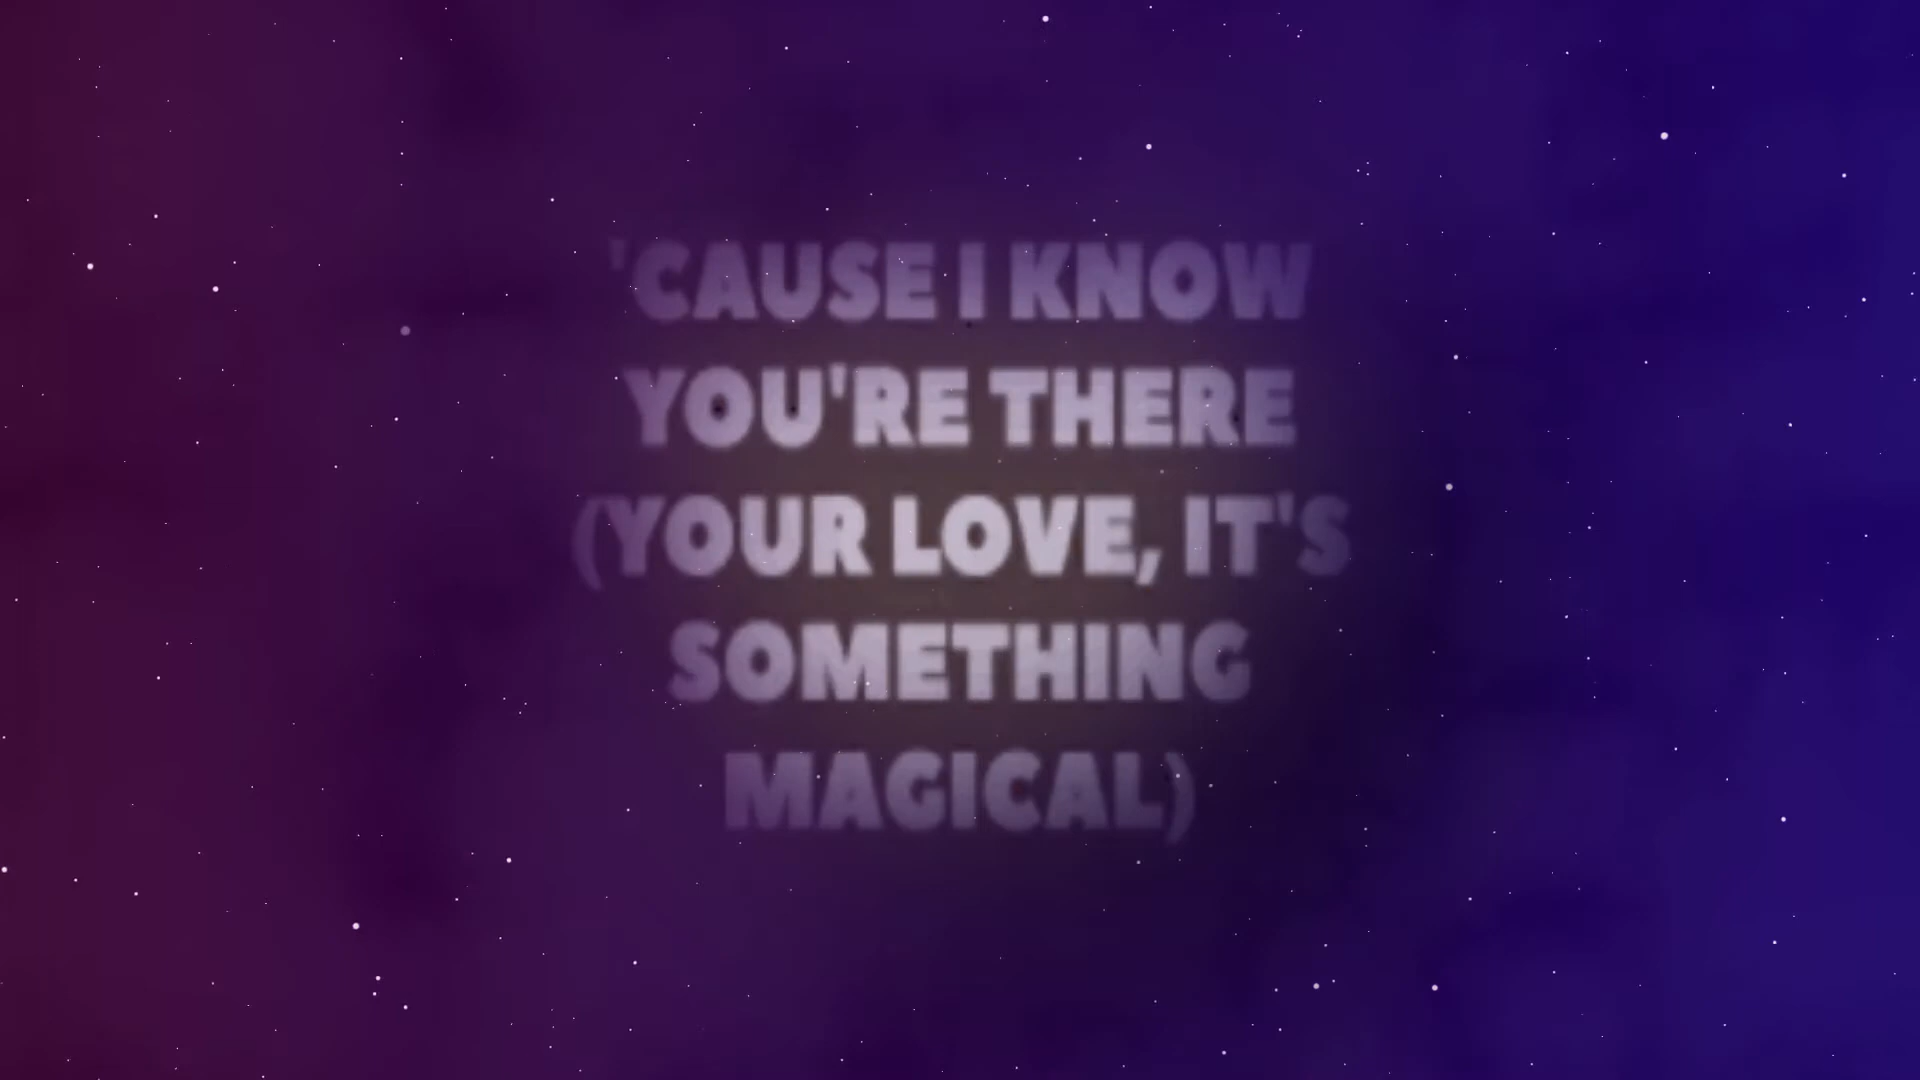 'CAUSE I KNOW
YOU'RE THERE
(YOUR LOVE, IT'S
SOMETHING
MAGICAL)